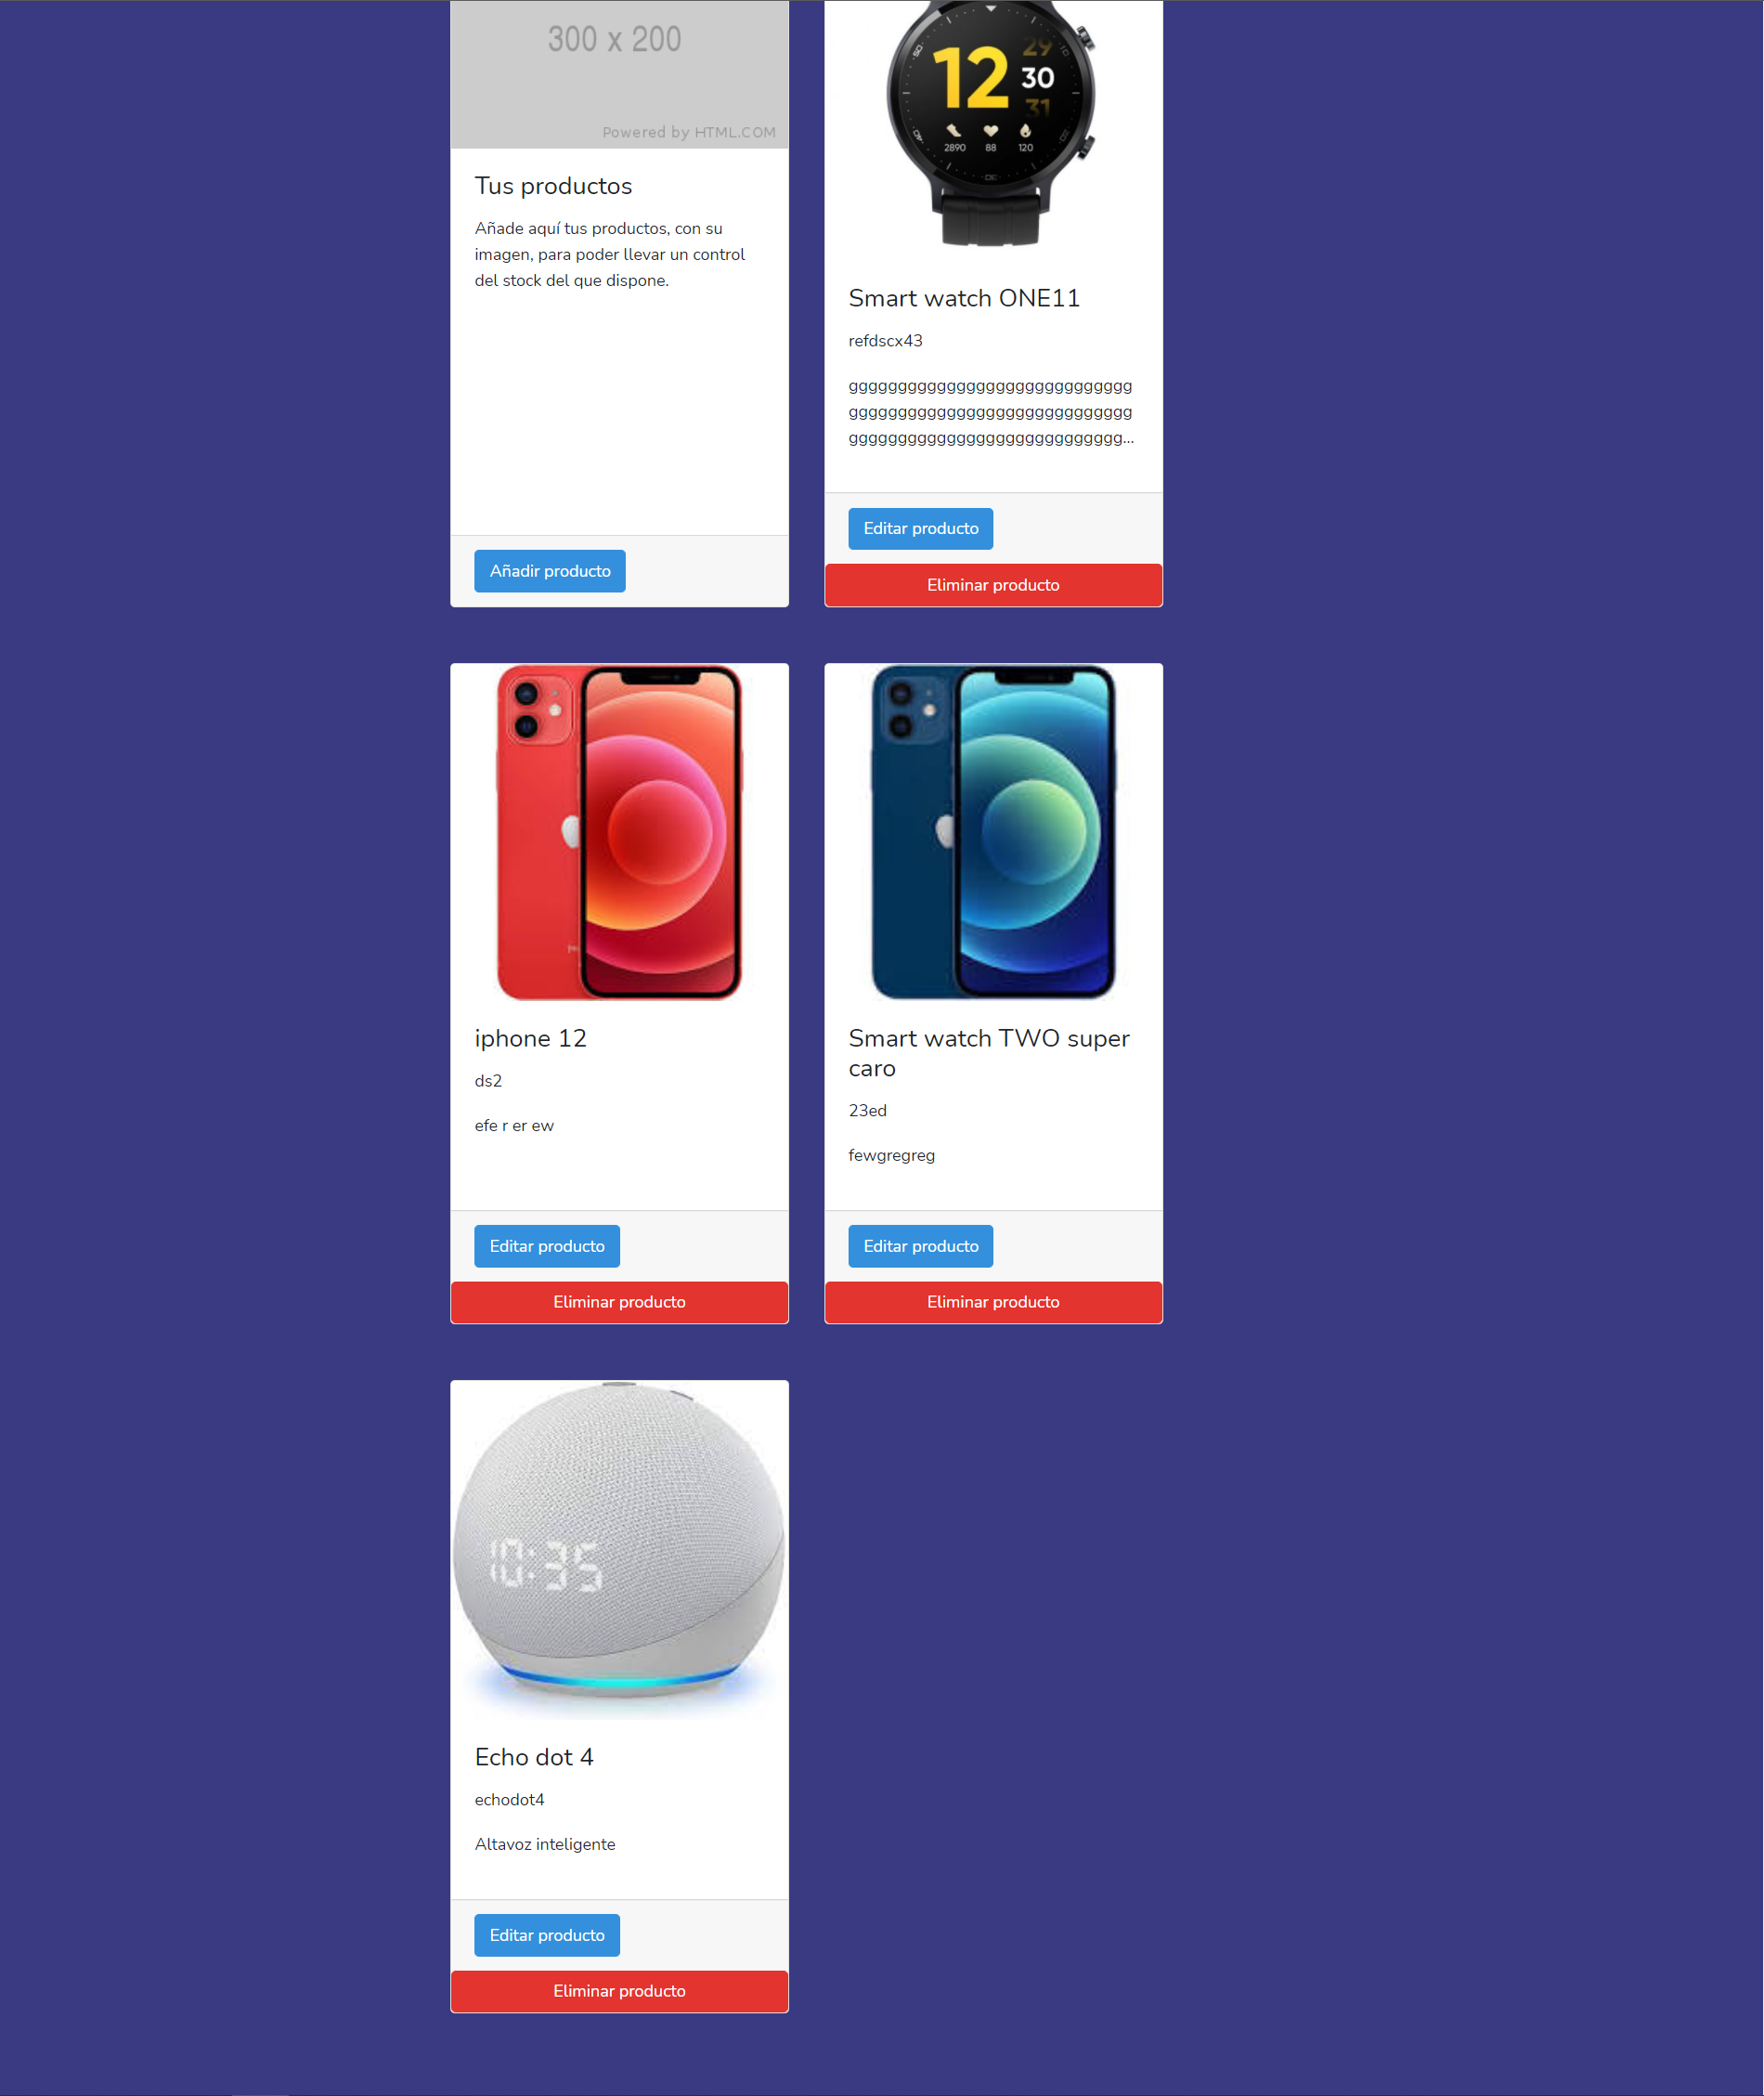 300 x 200
Powered by HTML.COM
Tus productos
Añade aquí tus productos, con su
imagen, para poder llevar un control
del stock del que dispone.
Añadir producto
12
29
30
31
2890 88 120
Smart watch ONE11
refdscx43
ggggggggggggggggggggggggggggg
ggggggggggggggggggggggggggggg
gggggggggggggggggggggggggggg...
Editar producto
Eliminar producto
iphone 12
ds2
efe r er ew
Editar producto
Eliminar producto
Smart watch TWO super
caro
23ed
fewgregreg
Editar producto
Eliminar producto
10:35
Echo dot 4
echodot4
Altavoz inteligente
Editar producto
Eliminar producto